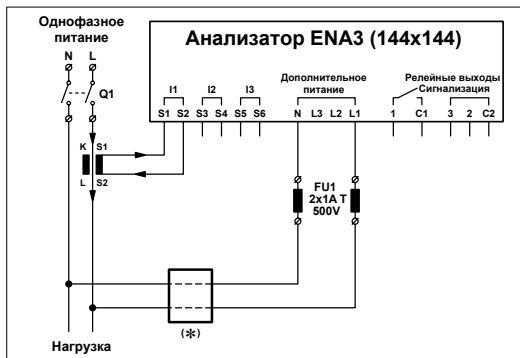 Однофазное
питание
N L
Q1
Анализатор ENA3 (144x144)
I1 I2 I3
Дополнительное
питание
Релейные выходы
Сигнализация
S1 S2 S3 S4 S5 S6 N L3 L2 L1 1 C1 3 2 C2
K S1
L S2
FU1
2x1A T
500V
(*)
Нагрузка